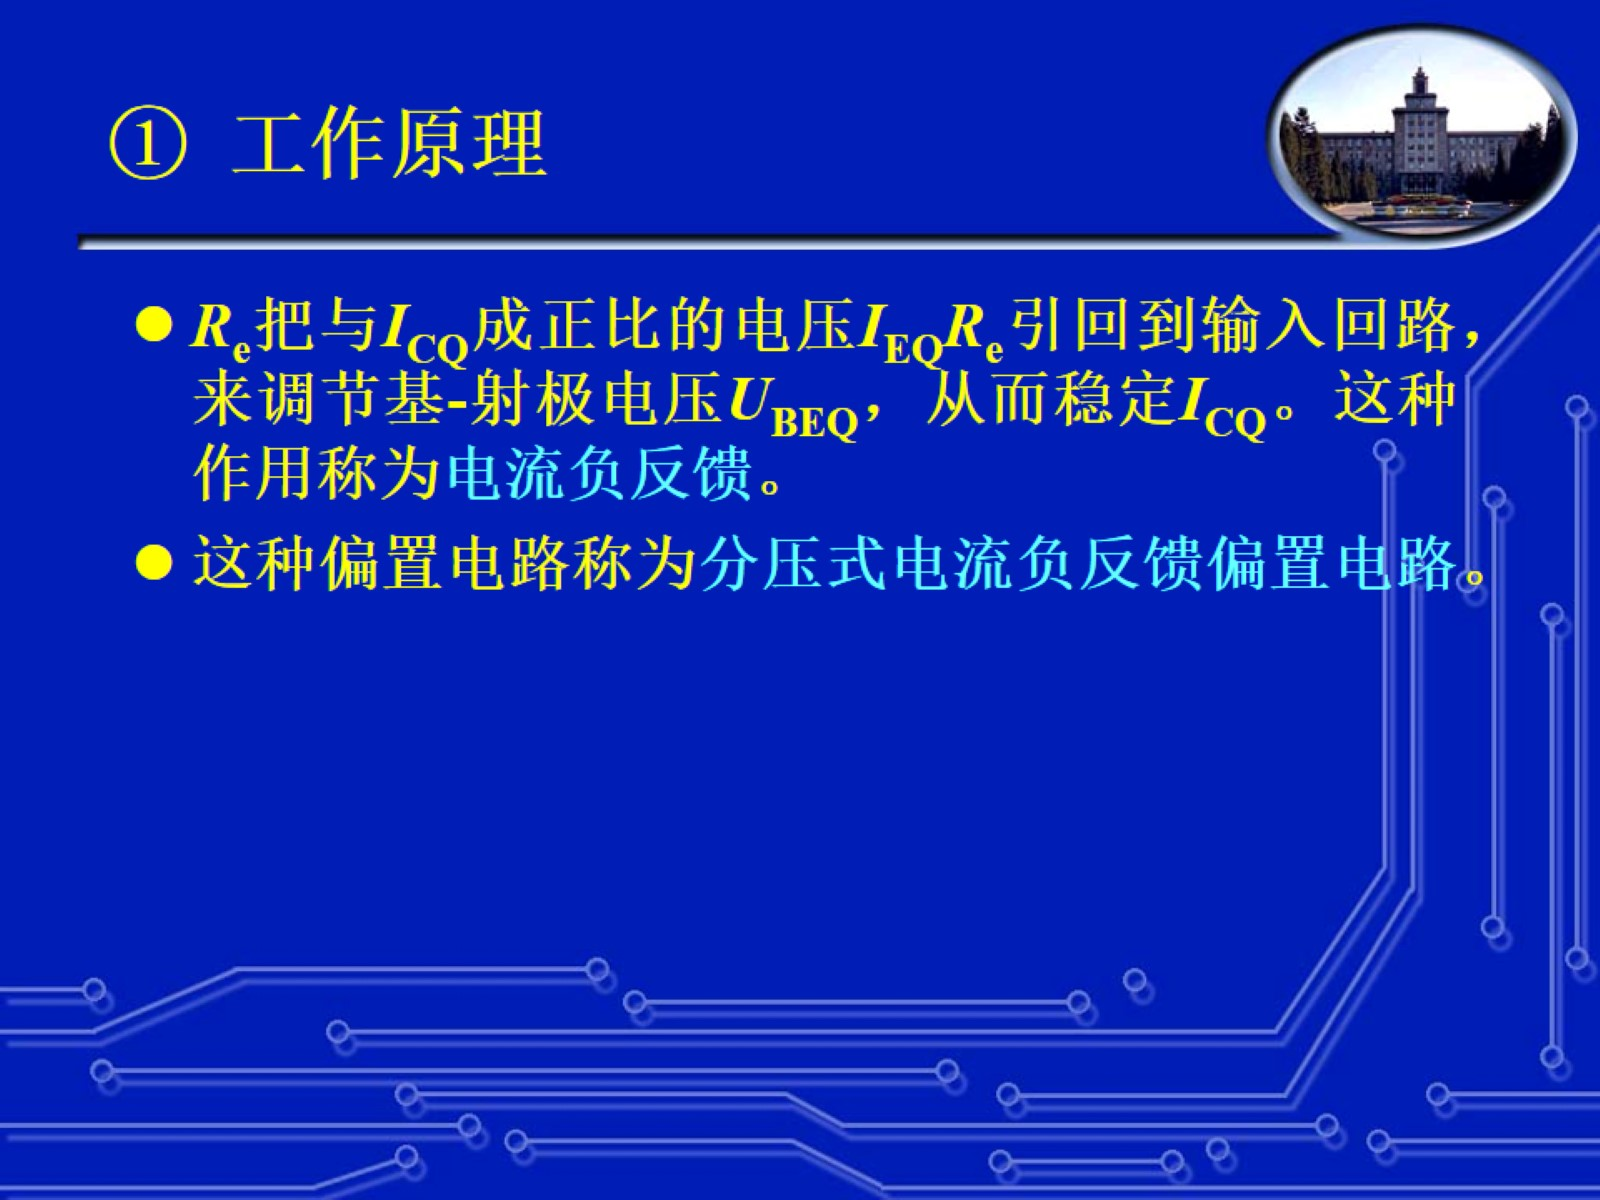 ① 工作原理
● Re把与ICQ成正比的电压IEQRe引回到输入回路，
来调节基-射极电压UBEQ，从而稳定ICQ。这种
作用称为电流负反馈。
● 这种偏置电路称为分压式电流负反馈偏置电路。